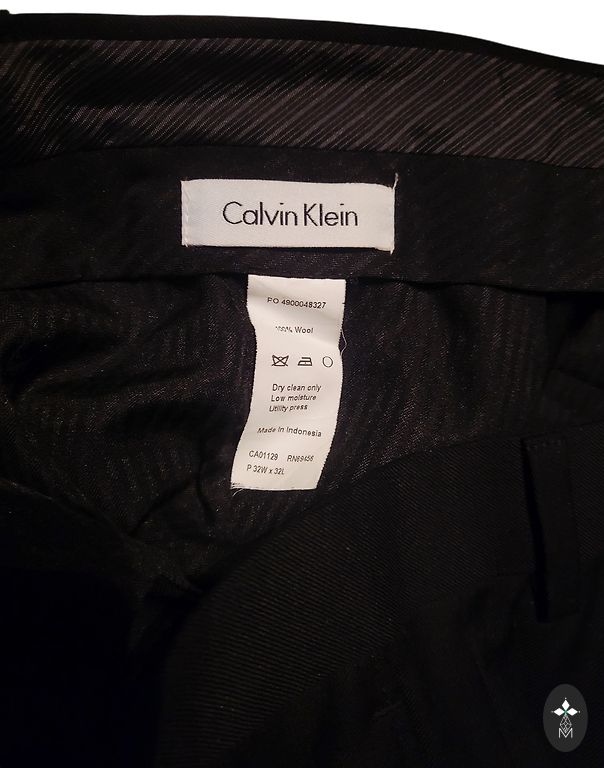 Calvin Klein
PO 4900048327
100% Wool
Dry clean only
Low moisture
Utility press
Made in Indonesia
CA01129 RN89456
P 32W x 32L
M